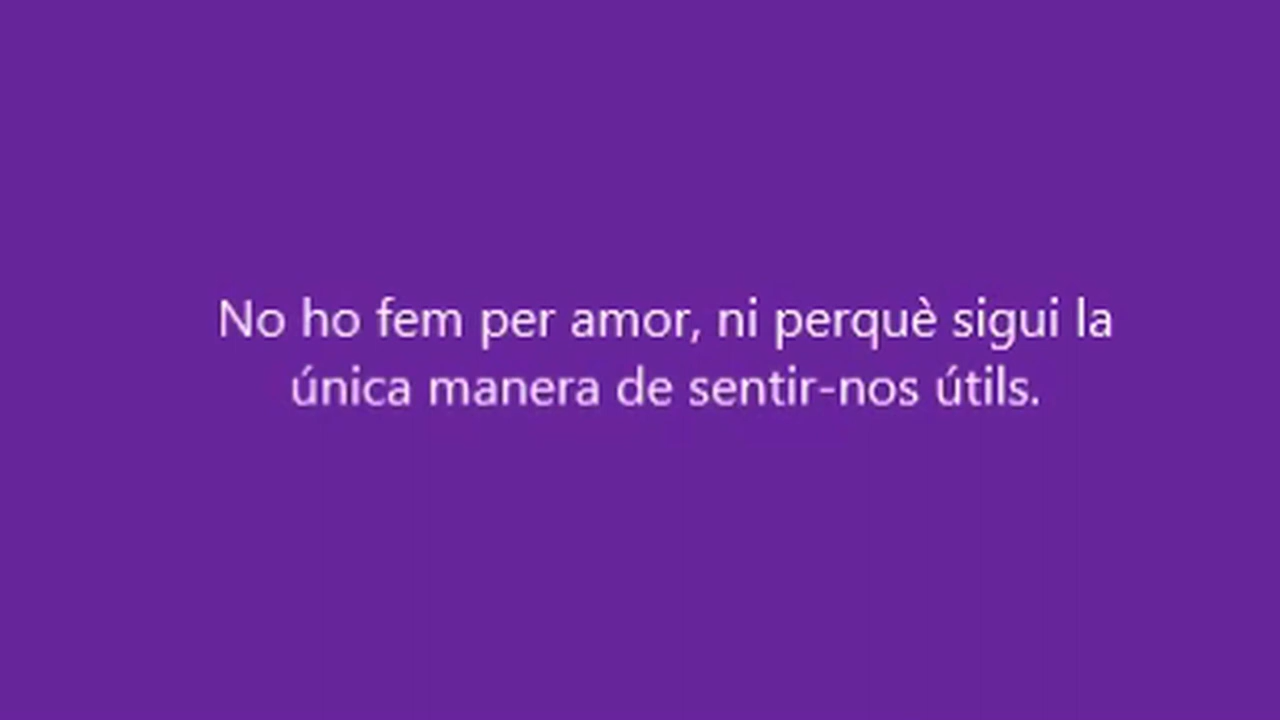 No ho fem per amor, ni perquè sigui la
única manera de sentir-nos útils.